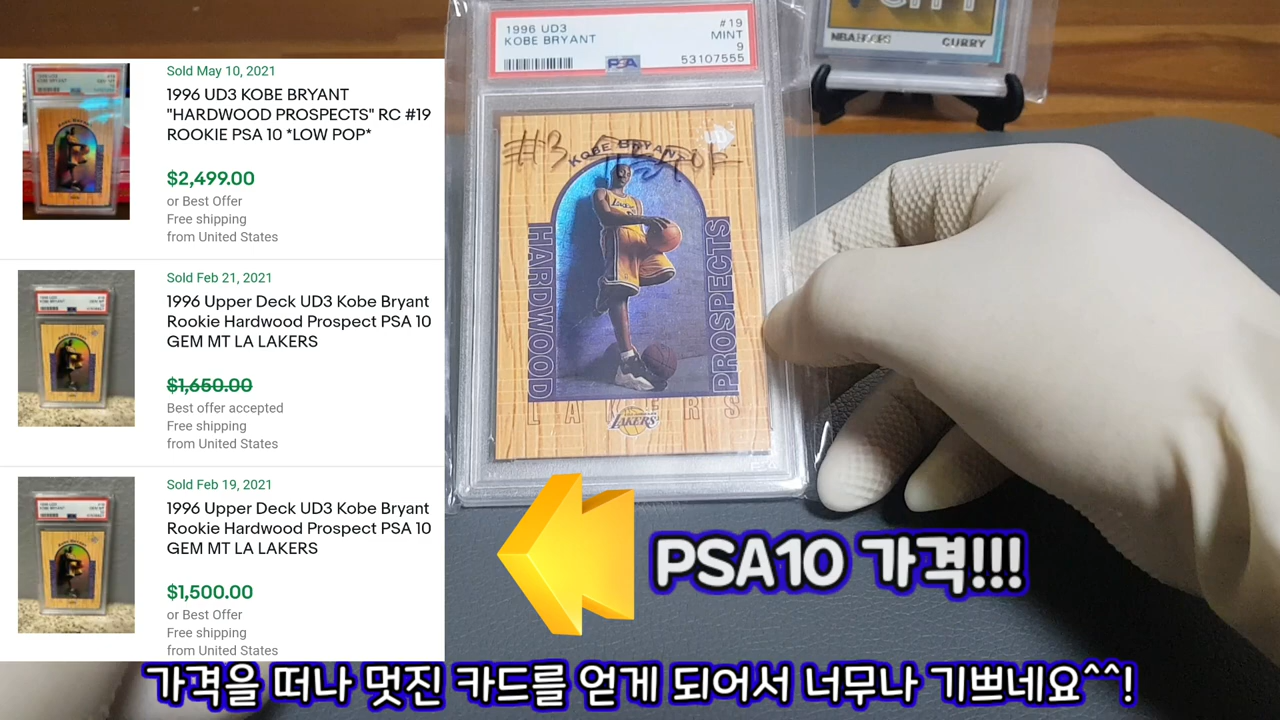 Sold May 10, 2021
1996 UD3 KOBE BRYANT
"HARDWOOD PROSPECTS" RC #19
ROOKIE PSA 10 *LOW POP*
$2,499.00
or Best Offer
Free shipping
from United States
Sold Feb 21, 2021
1996 Upper Deck UD3 Kobe Bryant
Rookie Hardwood Prospect PSA 10
GEM MT LA LAKERS
$1,650.00
Best offer accepted
Free shipping
from United States
Sold Feb 19, 2021
1996 Upper Deck UD3 Kobe Bryant
Rookie Hardwood Prospect PSA 10
GEM MT LA LAKERS
$1,500.00
or Best Offer
Free shipping
from United States
1996 UD3 #19
KOBE BRYANT MINT
9
PSA 53107555
KOBE BRYANT
HARDWOOD
PROSPECTS
LAKERS
LAKERS
CURRY
PSA10 가격!!!
가격을 떠나 멋진 카드를 얻게 되어서 너무나 기쁘네요^^!